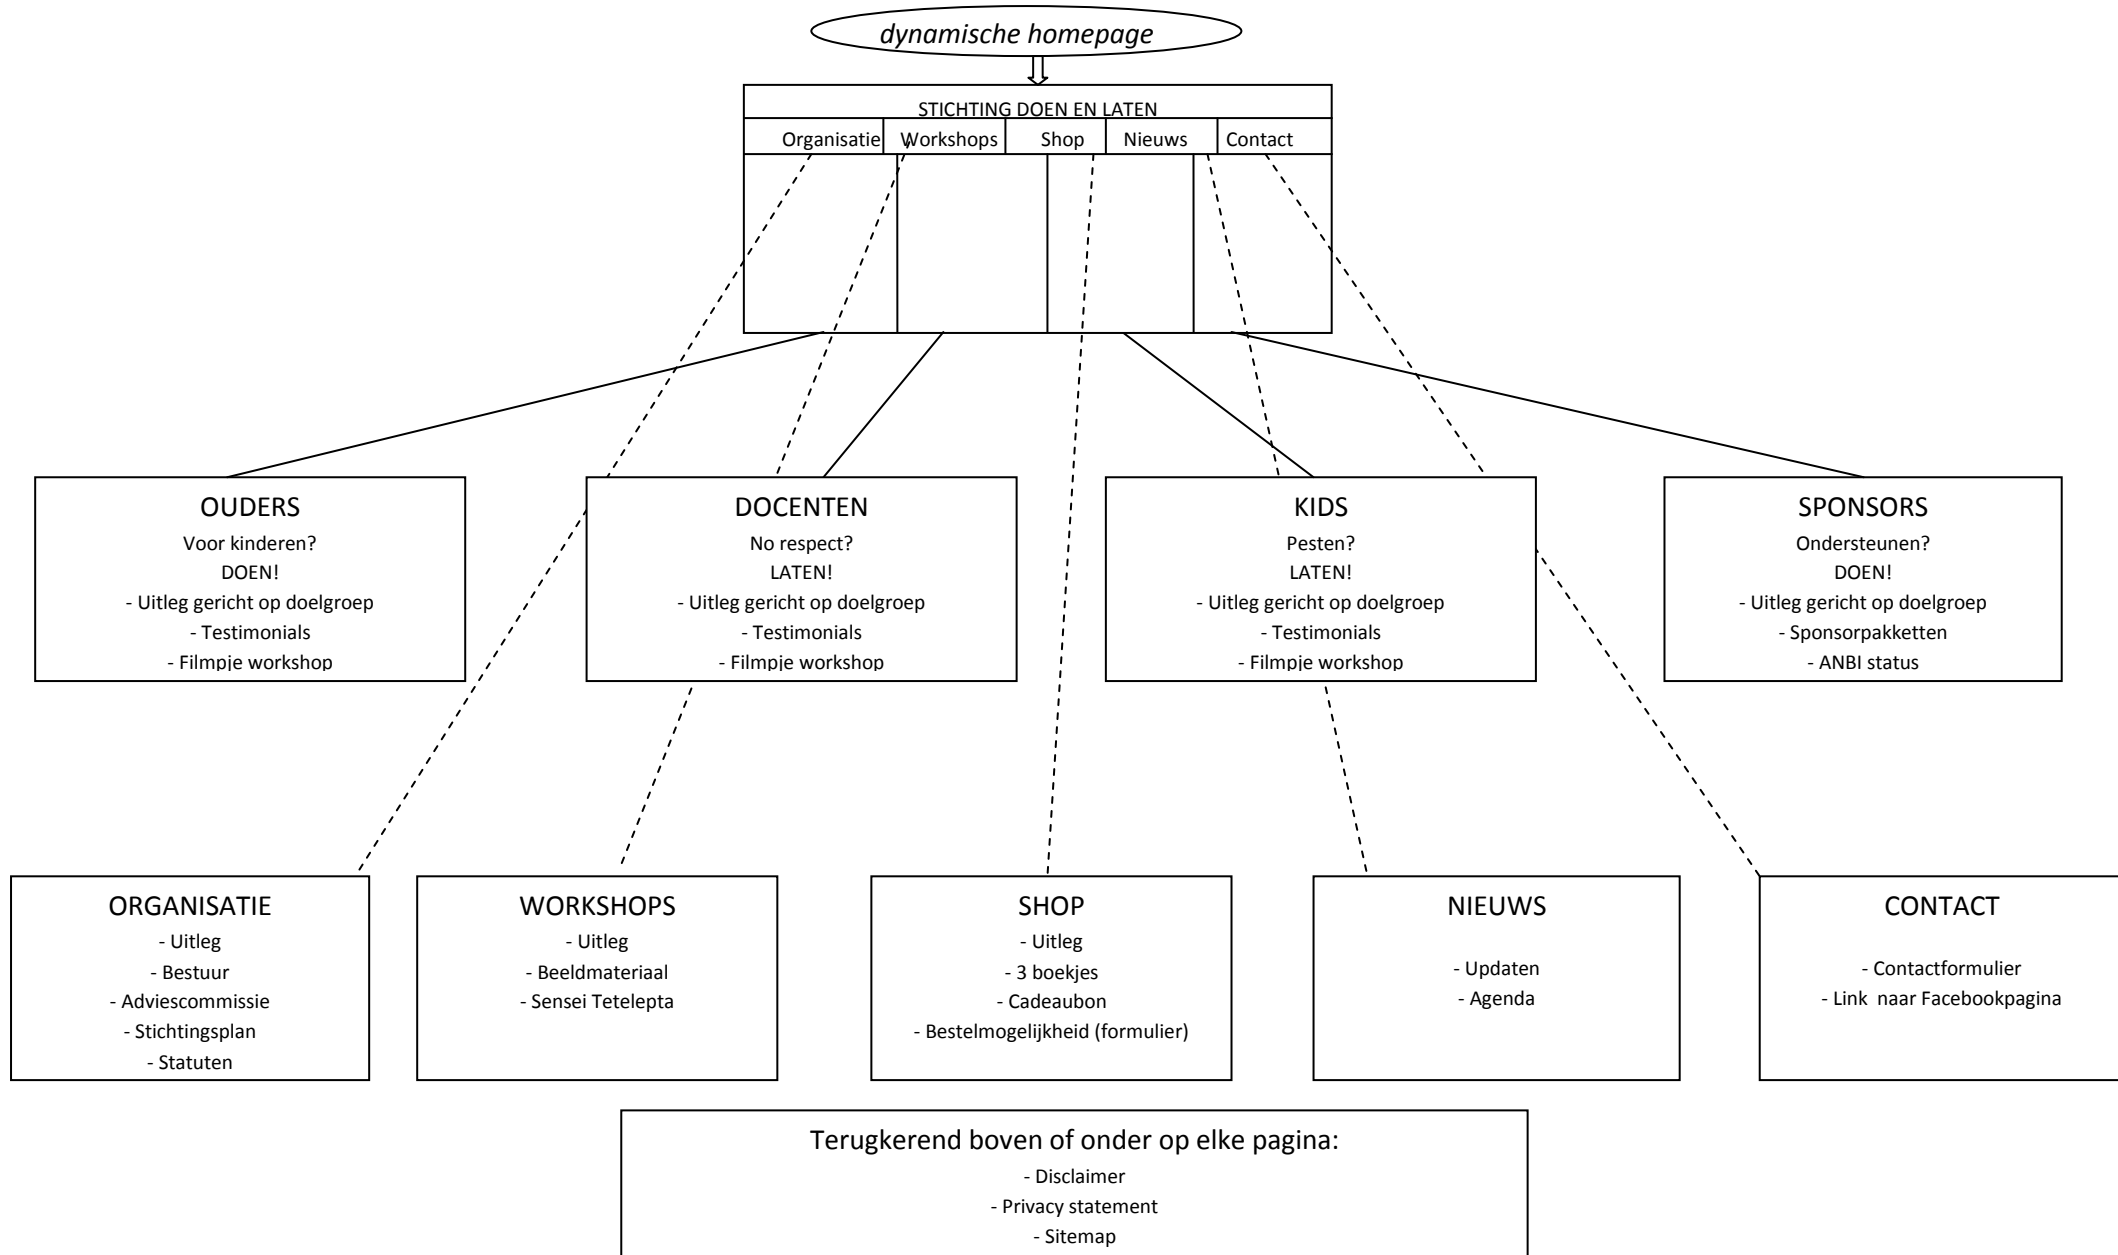 dynamische homepage
STICHTING DOEN EN LATEN
Organisatie Workshops Shop Nieuws Contact
OUDERS
Voor kinderen?
DOEN!
- Uitleg gericht op doelgroep
- Testimonials
- Filmpje workshop
DOCENTEN
No respect?
LATEN!
- Uitleg gericht op doelgroep
- Testimonials
- Filmpje workshop
KIDS
Pesten?
LATEN!
- Uitleg gericht op doelgroep
- Testimonials
- Filmpje workshop
SPONSORS
Ondersteunen?
DOEN!
- Uitleg gericht op doelgroep
- Sponsorpakketten
- ANBI status
ORGANISATIE
- Uitleg
- Bestuur
- Adviescommissie
- Stichtingsplan
- Statuten
WORKSHOPS
- Uitleg
- Beeldmateriaal
- Sensei Tetelepta
SHOP
- Uitleg
- 3 boekjes
- Cadeaubon
- Bestelmogelijkheid (formulier)
NIEUWS
- Updaten
- Agenda
CONTACT
- Contactformulier
- Link naar Facebookpagina
Terugkerend boven of onder op elke pagina:
- Disclaimer
- Privacy statement
- Sitemap